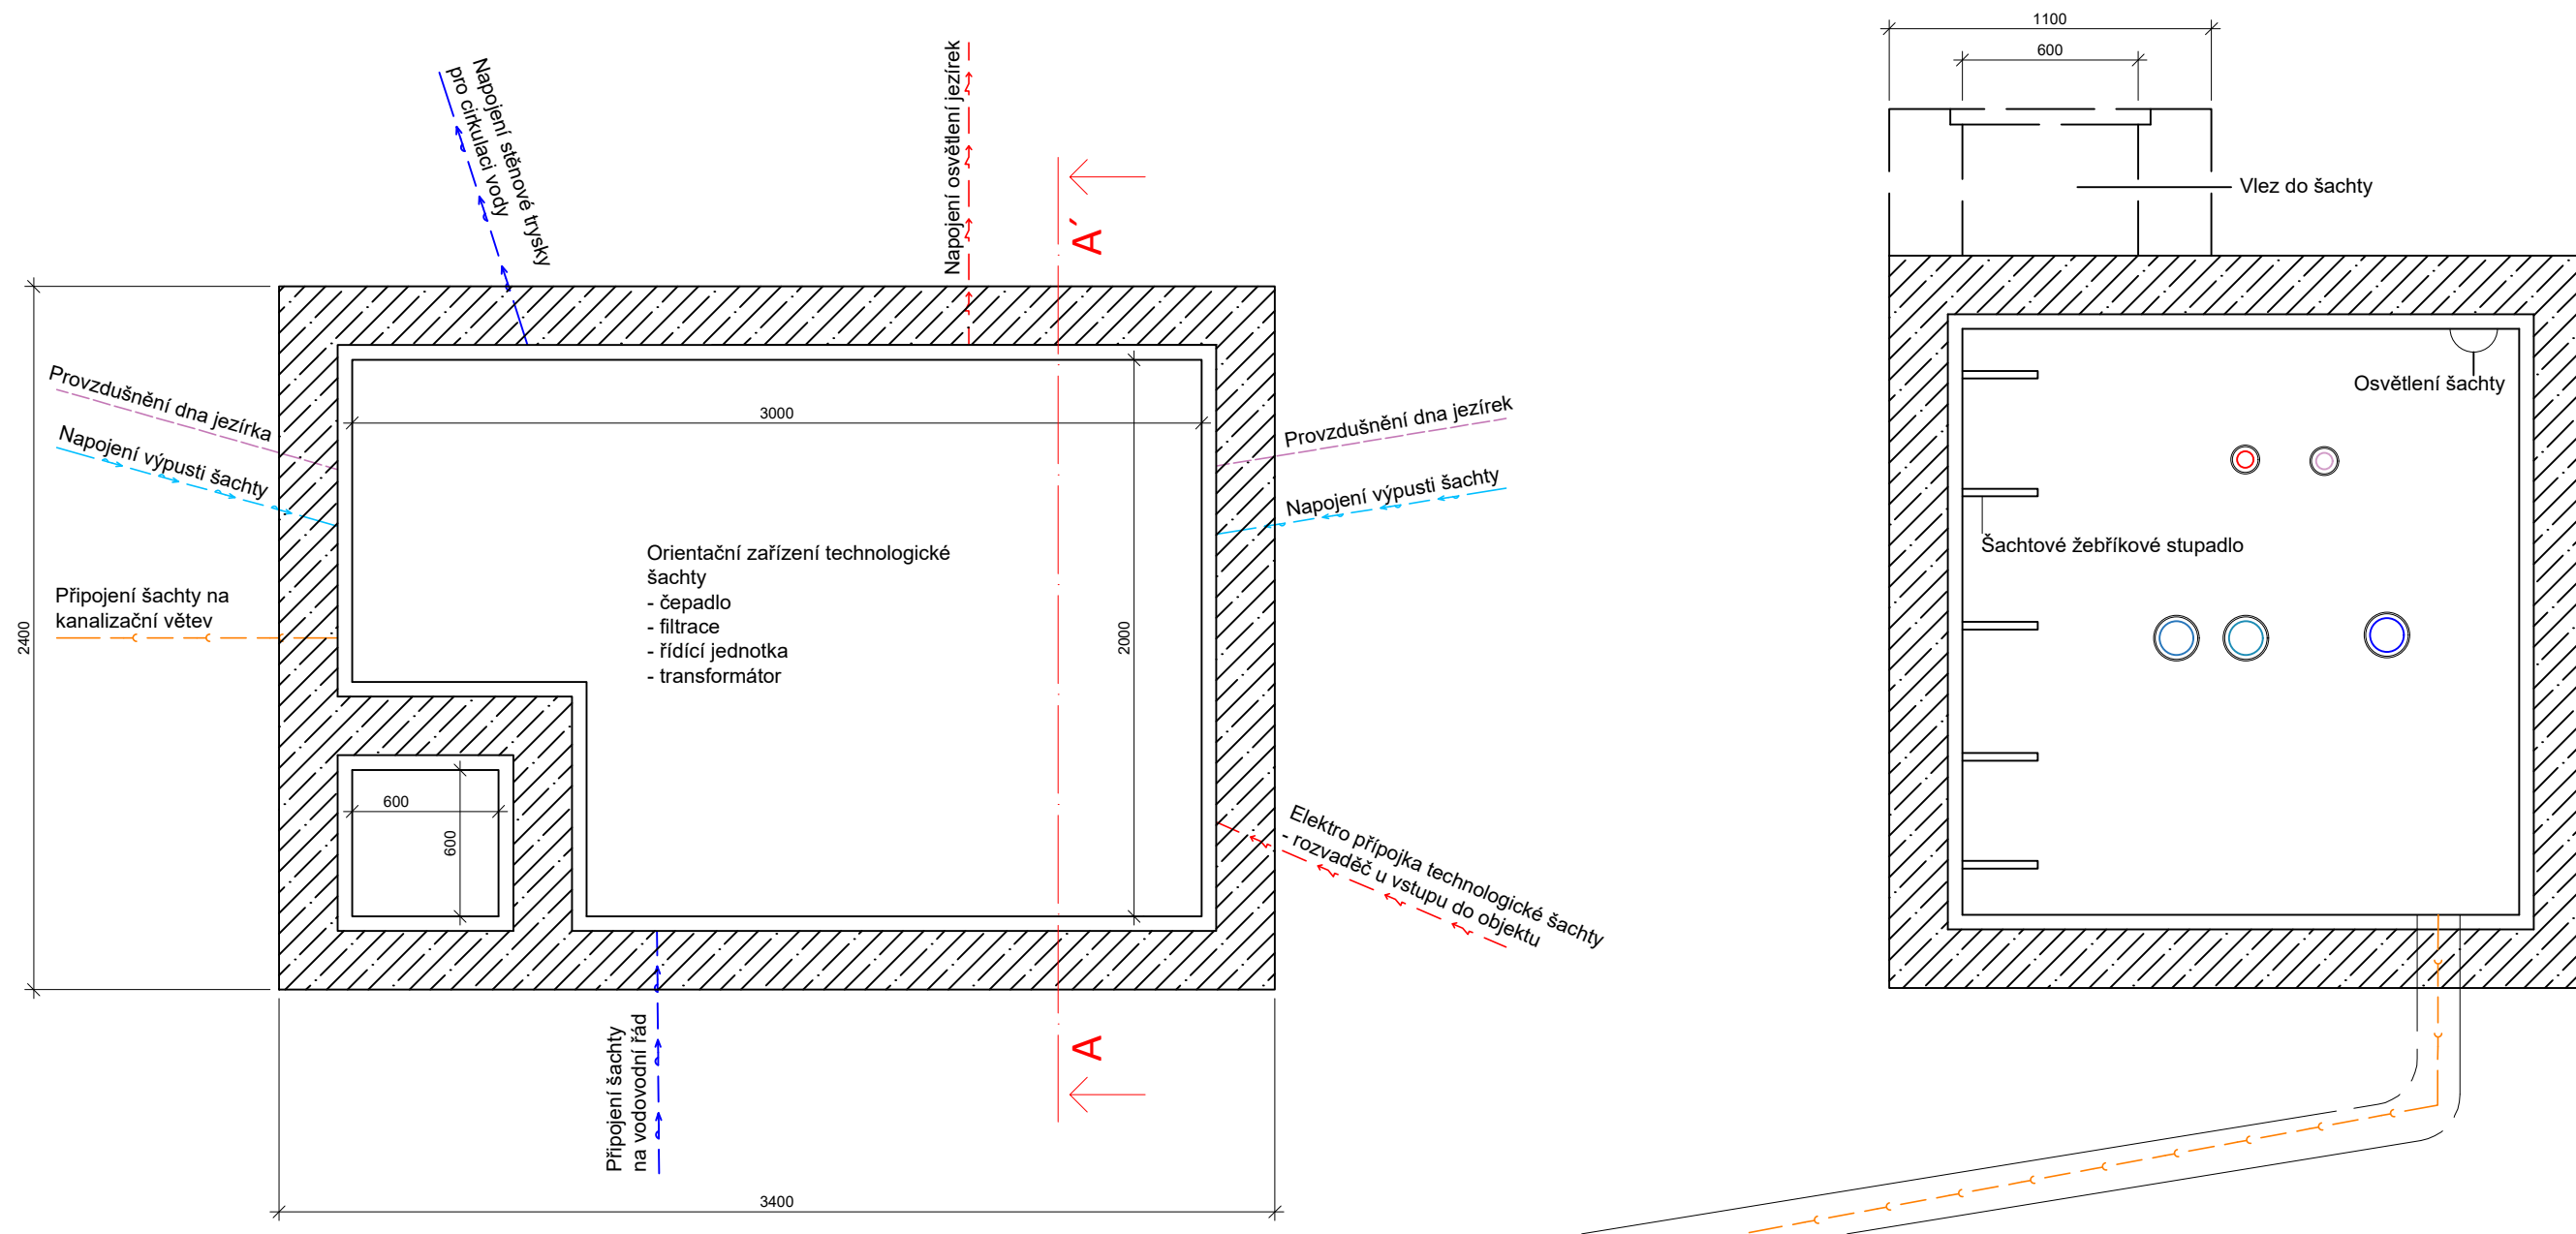 Napojení stěnové trysky
pro cirkulaci vody
Napojení osvětlení jezírek
A´
2400
Provzdušnění dna jezírka
Napojení výpusti šachty
Připojení šachty na
kanalizační větev
3000
2000
Orientační zařízení technologické
šachty
- čepadlo
- filtrace
- řídící jednotka
- transformátor
600
600
Provzdušnění dna jezírek
Napojení výpusti šachty
Elektro přípojka technologické šachty
- rozvaděč u vstupu do objektu
Připojení šachty
na vodovodní řád
A
3400
1100
600
Vlez do šachty
Osvětlení šachty
Šachtové žebříkové stupadlo